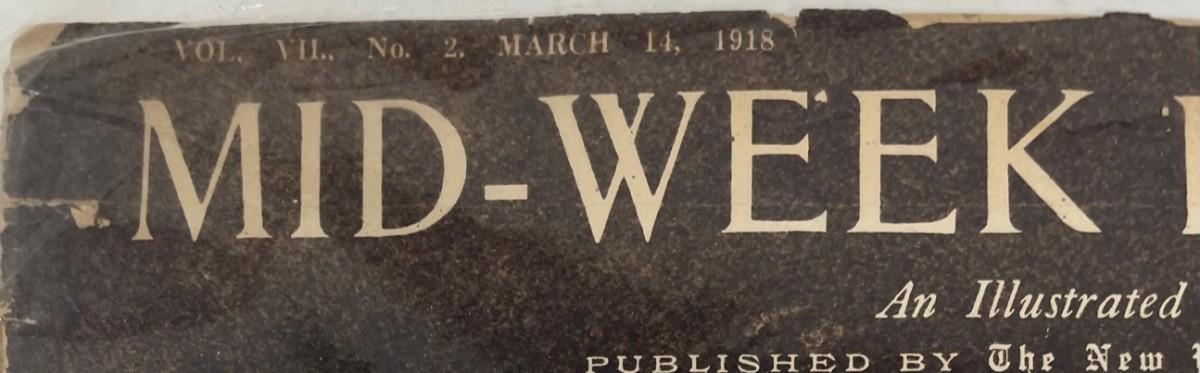 VOL. VII., No. 2. MARCH 14, 1918
MID-WEEK
An Illustrated
PUBLISHED BY The New